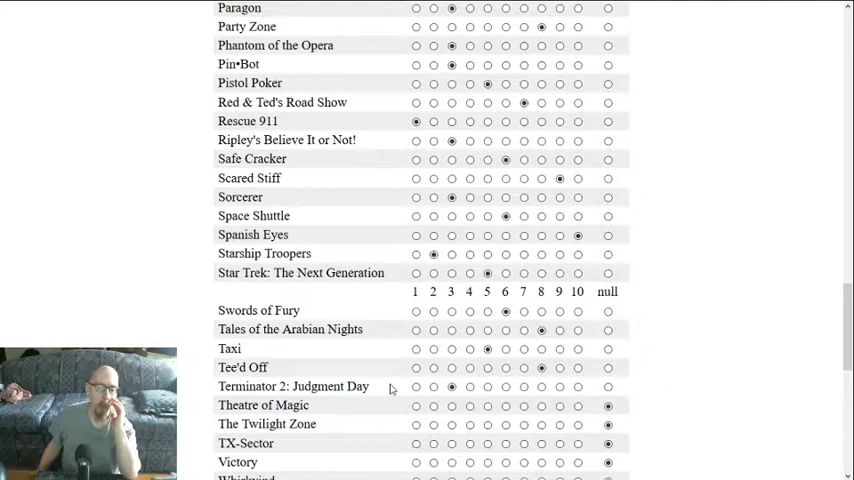 Paragon
Party Zone
Phantom of the Opera
Pin•Bot
Pistol Poker
Red & Ted's Road Show
Rescue 911
Ripley's Believe It or Not!
Safe Cracker
Scared Stiff
Sorcerer
Space Shuttle
Spanish Eyes
Starship Troopers
Star Trek: The Next Generation
1 2 3 4 5 6 7 8 9 10 null
Swords of Fury
Tales of the Arabian Nights
Taxi
Tee'd Off
Terminator 2: Judgment Day
Theatre of Magic
The Twilight Zone
TX-Sector
Victory
Whirlwind